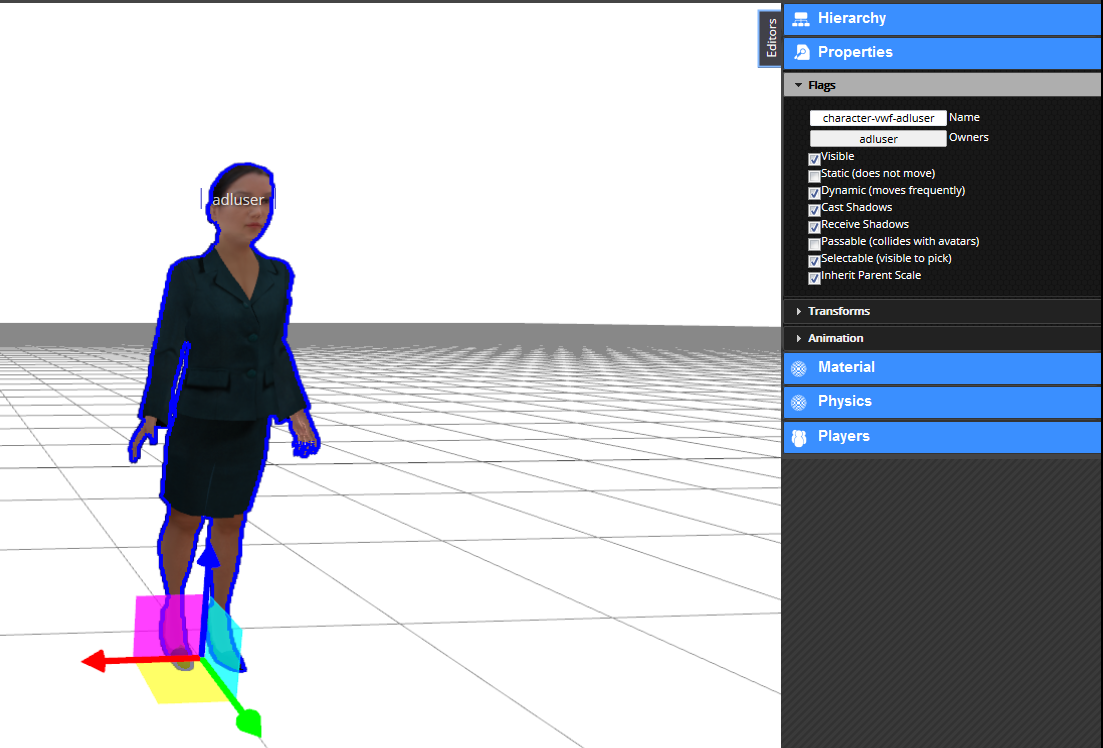 Editors
Hierarchy
Properties
Flags
character-vwf-adluser Name
adluser Owners
Visible
Static (does not move)
Dynamic (moves frequently)
Cast Shadows
Receive Shadows
Passable (collides with avatars)
Selectable (visible to pick)
Inherit Parent Scale
Transforms
Animation
Material
Physics
Players
adluser